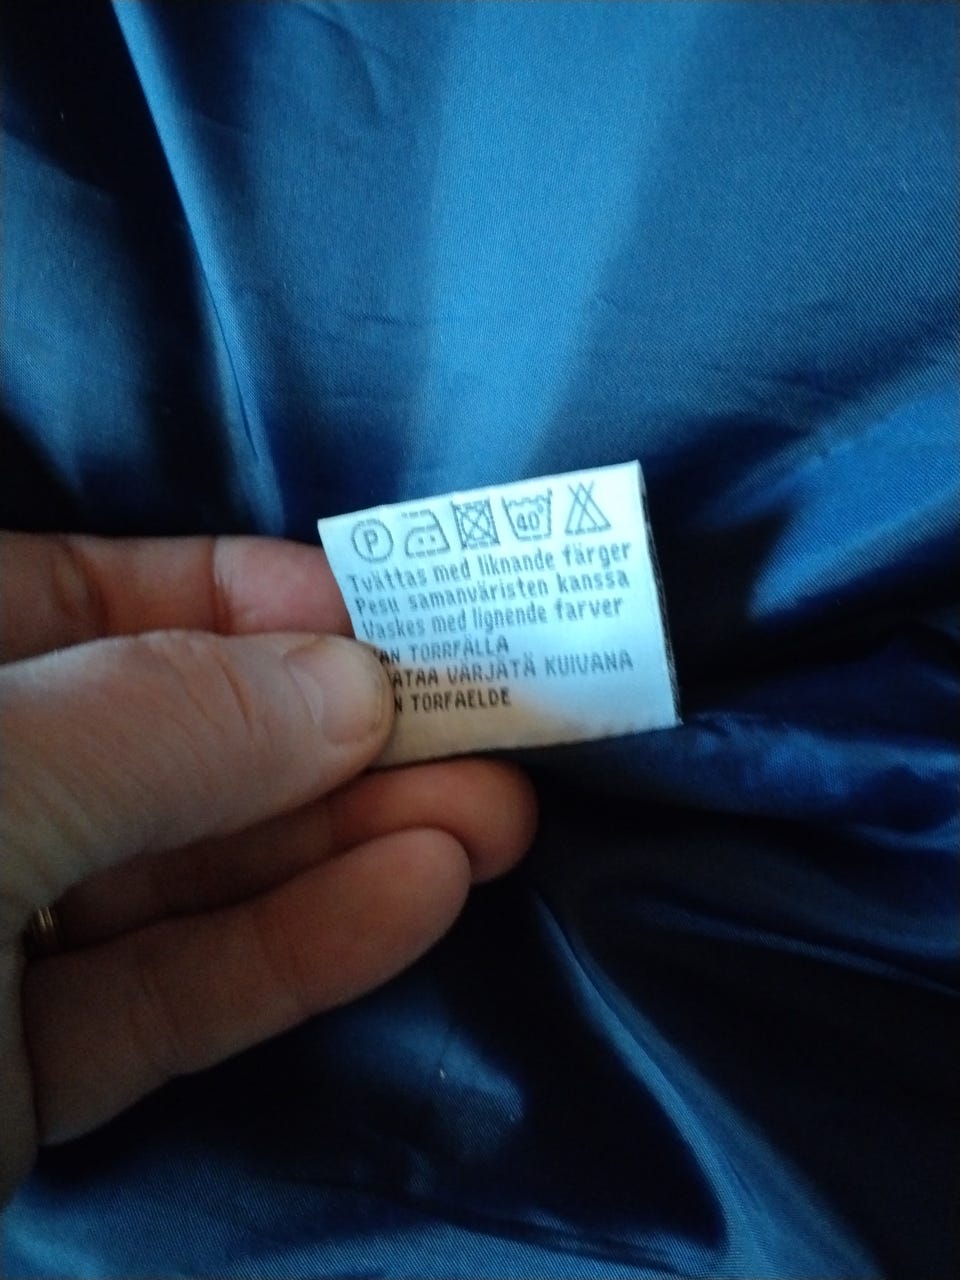 P
40°
Tvättas med liknande färger
Pesu samanväristen kanssa
Vaskes med lignende farver
TORRFÄLLA
VÄRJÄTÄ KUIVANA
TORFAELDE